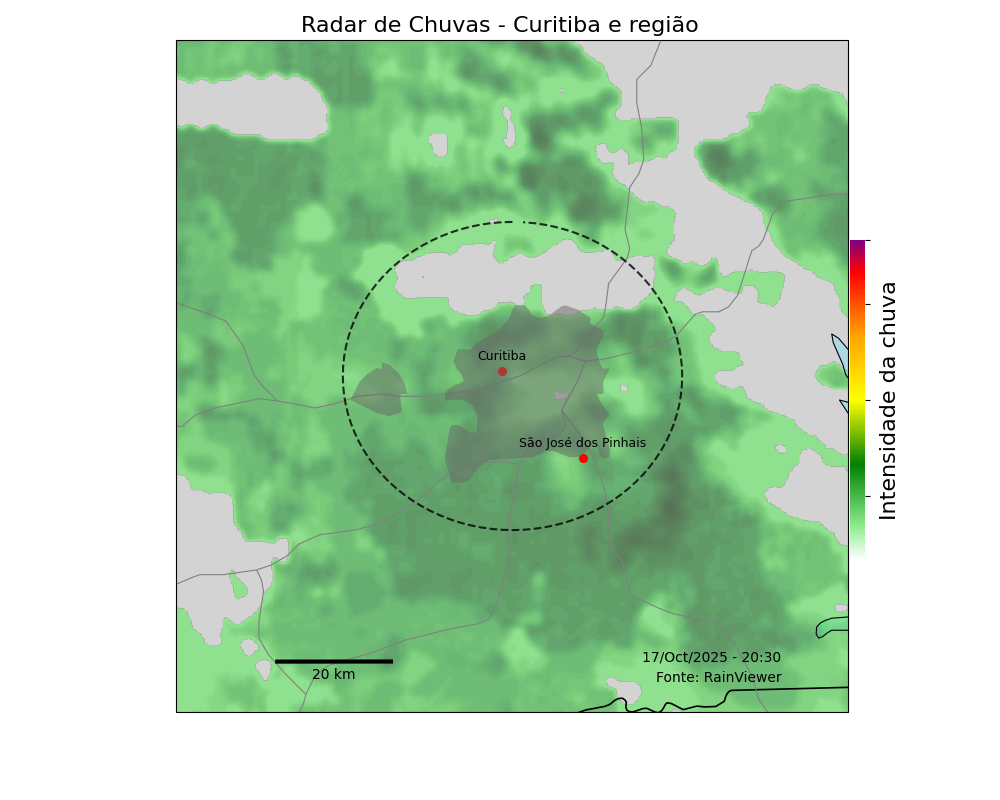 Radar de Chuvas - Curitiba e região
Curitiba
São José dos Pinhais
Intensidade da chuva
20 km
17/Oct/2025 - 20:30
Fonte: RainViewer